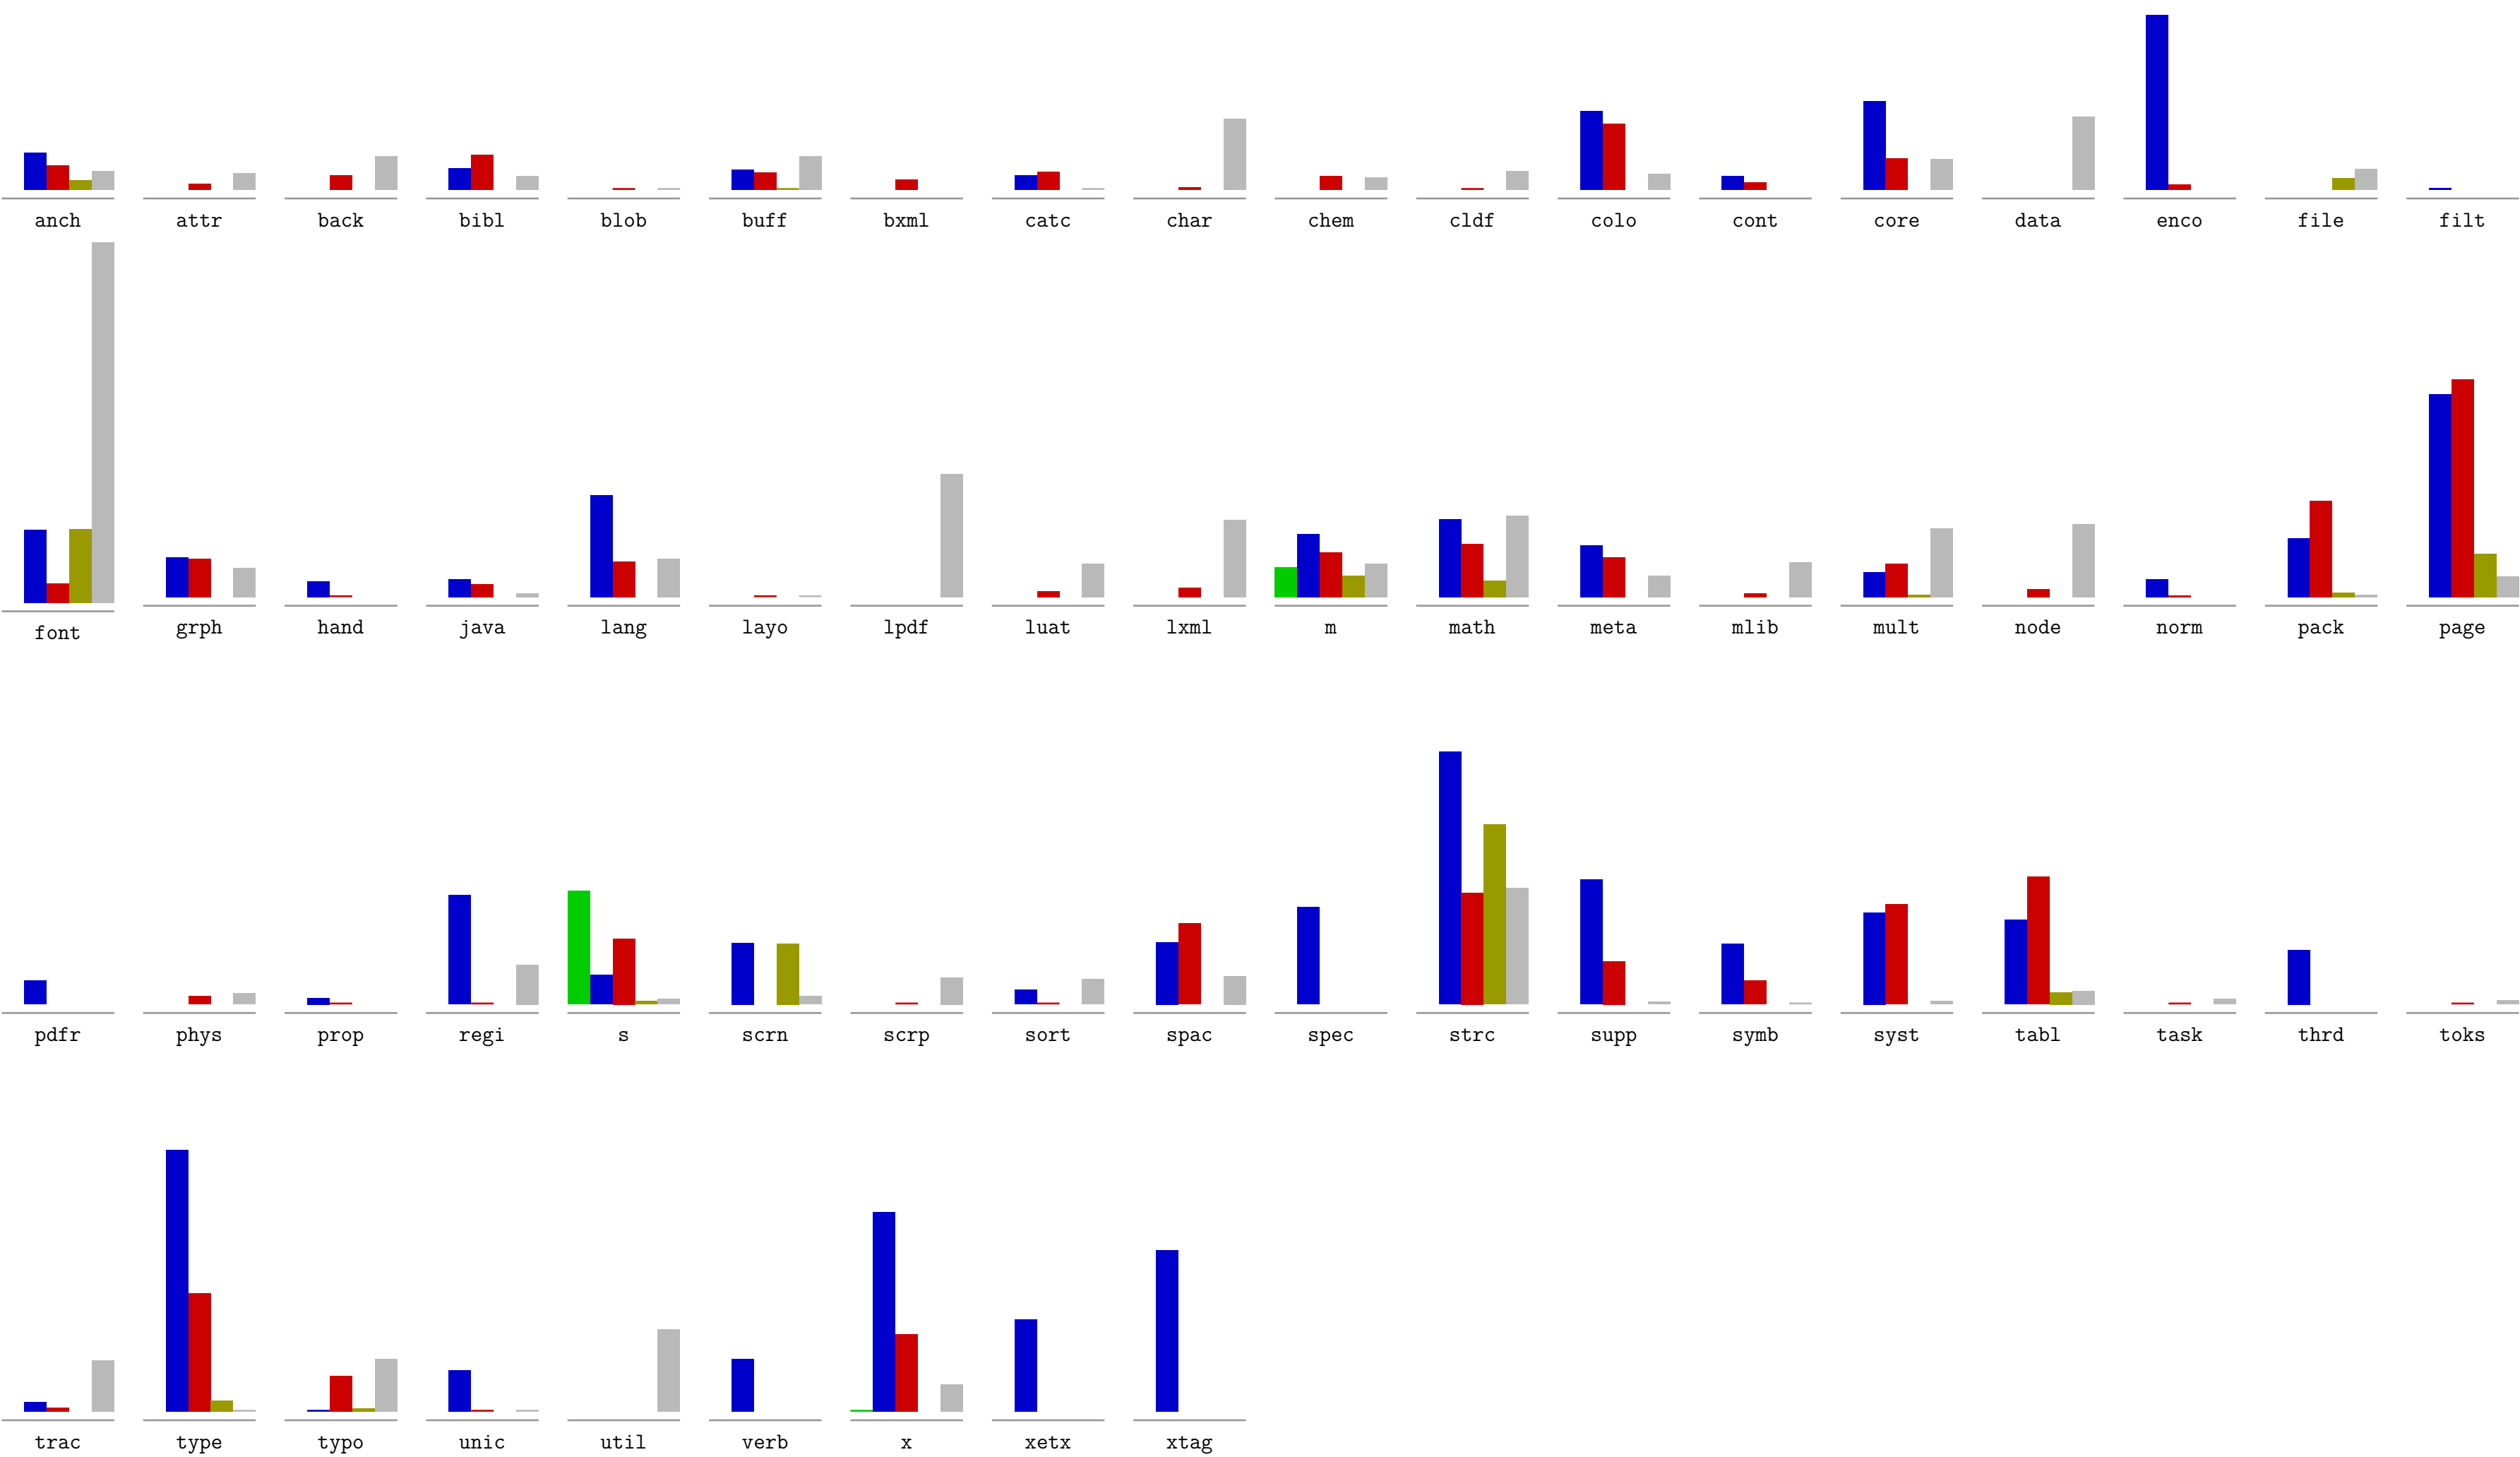 anch attr back bibl blob buff bxml catc char chem cldf colo cont core data enco file filt
font grph hand java lang layo lpdf luat lxml m math meta mlib mult node norm pack page
pdfr phys prop regi s scrn scrp sort spac spec strc supp symb syst tabl task thrd toks
trac type typo unic util verb x xetx xtag